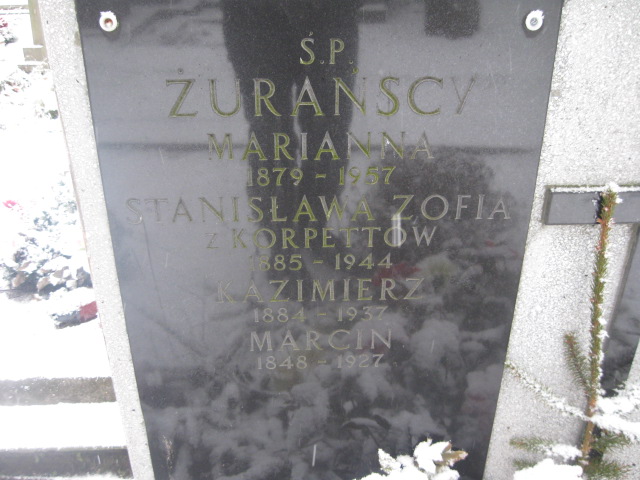 Ś.P.
ŻURAŃSCY
MARIANNA
1879 - 1957
STANISŁAWA ZOFIA
Z KORPETTÓW
1885 - 1944
KAZIMIERZ
1884 - 1937
MARCIN
1848 - 1927